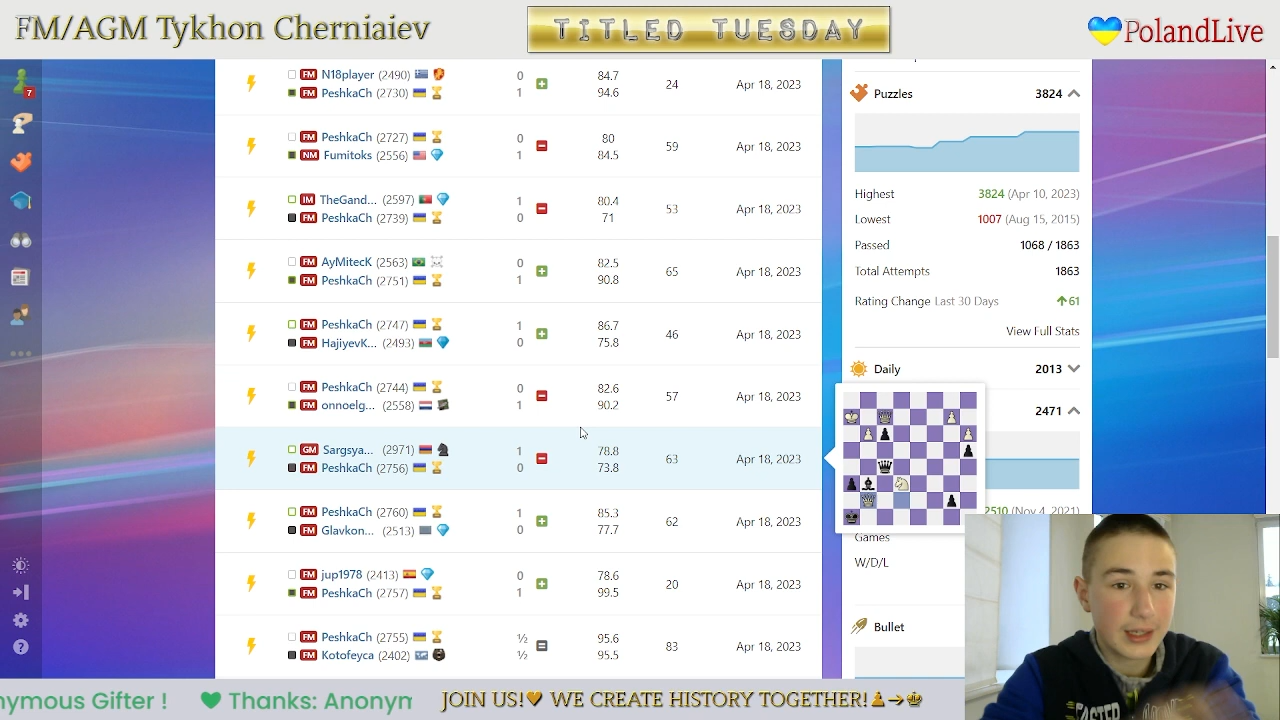 FM/AGM Tykhon Cherniaiev
TITLED TUESDAY
PolandLive
7
FM N18player (2490) 0 84.7 24 Apr 18, 2023
FM PeshkaCh (2730) 1 94.6
FM PeshkaCh (2727) 0 80 59 Apr 18, 2023
NM Fumitoks (2556) 1 84.5
IM TheGand... (2597) 1 80.4 53 Apr 18, 2023
FM PeshkaCh (2739) 0 71
FM AyMitecK (2563) 0 82.5 65 Apr 18, 2023
FM PeshkaCh (2751) 1 90.8
FM PeshkaCh (2747) 1 86.7 46 Apr 18, 2023
FM HajiyevK... (2493) 0 75.8
FM PeshkaCh (2744) 0 82.6 57 Apr 18, 2023
FM onnoelg... (2558) 1 90.2
GM Sargsya... (2971) 1 78.8 63 Apr 18, 2023
FM PeshkaCh (2756) 0 73.8
FM PeshkaCh (2760) 1 85.3 62 Apr 18, 2023
FM Glavkon... (2513) 0 77.7
FM jup1978 (2413) 0 78.6 20 Apr 18, 2023
FM PeshkaCh (2757) 1 99.5
FM PeshkaCh (2755) ½ 95.6 83 Apr 18, 2023
FM Kotofeyca (2402) ½ 95.5
Puzzles 3824
Highest 3824 (Apr 10, 2023)
Lowest 1007 (Aug 15, 2015)
Passed 1068 / 1863
Total Attempts 1863
Rating Change Last 30 Days 61
View Full Stats
Daily 2013
2471
2510 (Nov 4, 2021)
Games
W/D/L
Bullet
nymous Gifter ! Thanks: Anonym
JOIN US! WE CREATE HISTORY TOGETHER!